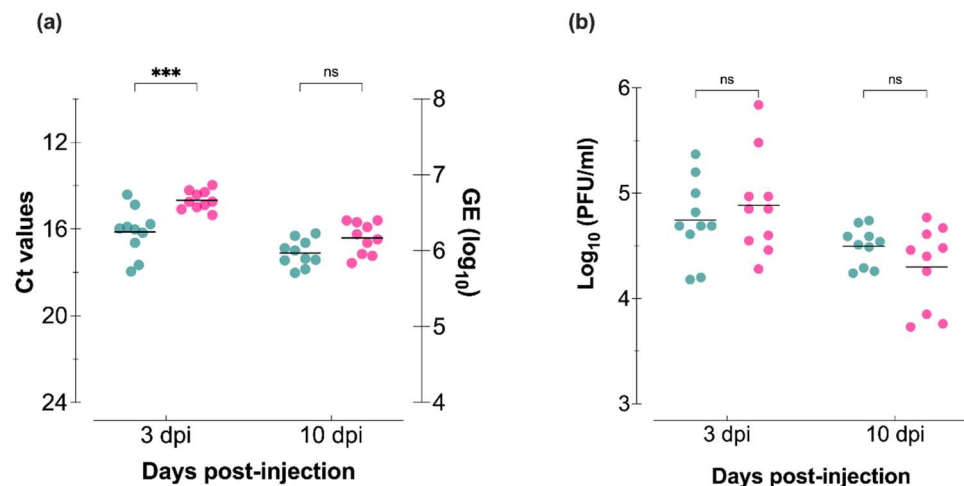 (a)
***
ns
Ct values
12
16
20
24
8
7
6
5
4
GE (log10)
3 dpi
10 dpi
Days post-injection
(b)
ns
ns
Log10 (PFU/ml)
6
5
4
3
3 dpi
10 dpi
Days post-injection